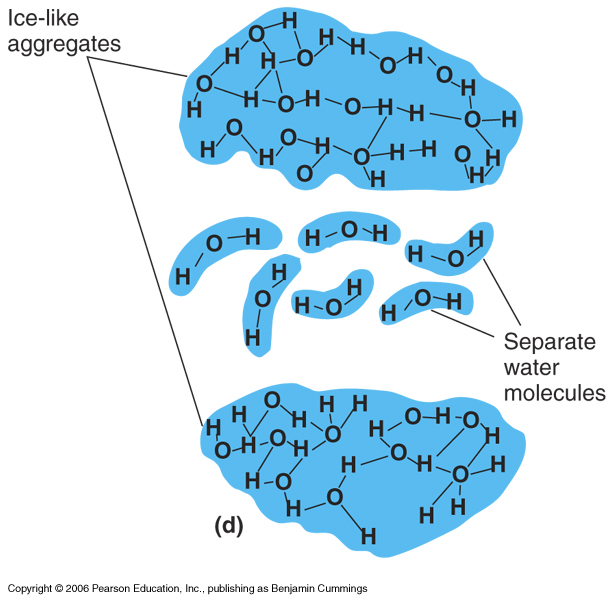 Ice-like
aggregates
O H H H O H
H H O O H O
O H
H H O H O H H O H
O O H O H H O H
H H O H H
O H H O H H
H O H
H H O H O H
O H O
H H
Separate
water
molecules
H O H H O H O H
H H O O H O H
O H O H O H H
H O H O H O H
H O H H
H H
(d)
Copyright © 2006 Pearson Education, Inc., publishing as Benjamin Cummings